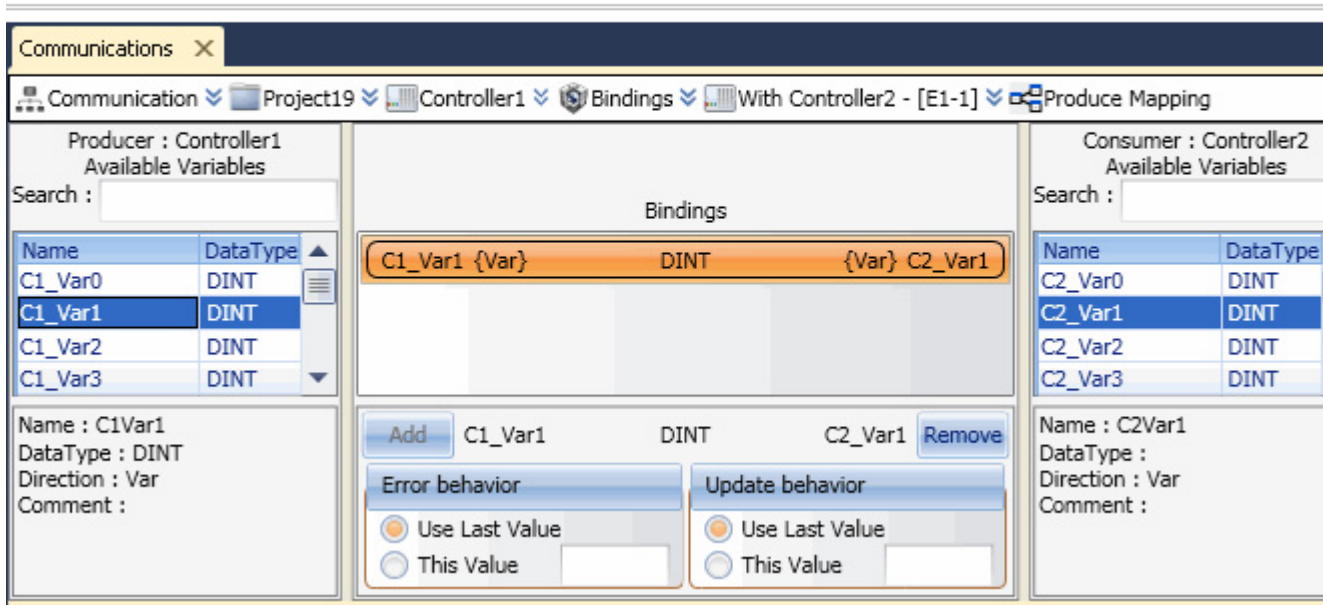 Communications
Communication Project19 Controller1 Bindings With Controller2 - [E1-1] Produce Mapping
Producer : Controller1
Available Variables
Search :
Name DataType
C1_Var0 DINT
C1_Var1 DINT
C1_Var2 DINT
C1_Var3 DINT
Name : C1Var1
DataType : DINT
Direction : Var
Comment :
Bindings
C1_Var1 {Var} DINT {Var} C2_Var1
Add C1_Var1 DINT C2_Var1 Remove
Error behavior
Use Last Value
This Value
Update behavior
Use Last Value
This Value
Consumer : Controller2
Available Variables
Search :
Name DataType
C2_Var0 DINT
C2_Var1 DINT
C2_Var2 DINT
C2_Var3 DINT
Name : C2Var1
DataType :
Direction : Var
Comment :